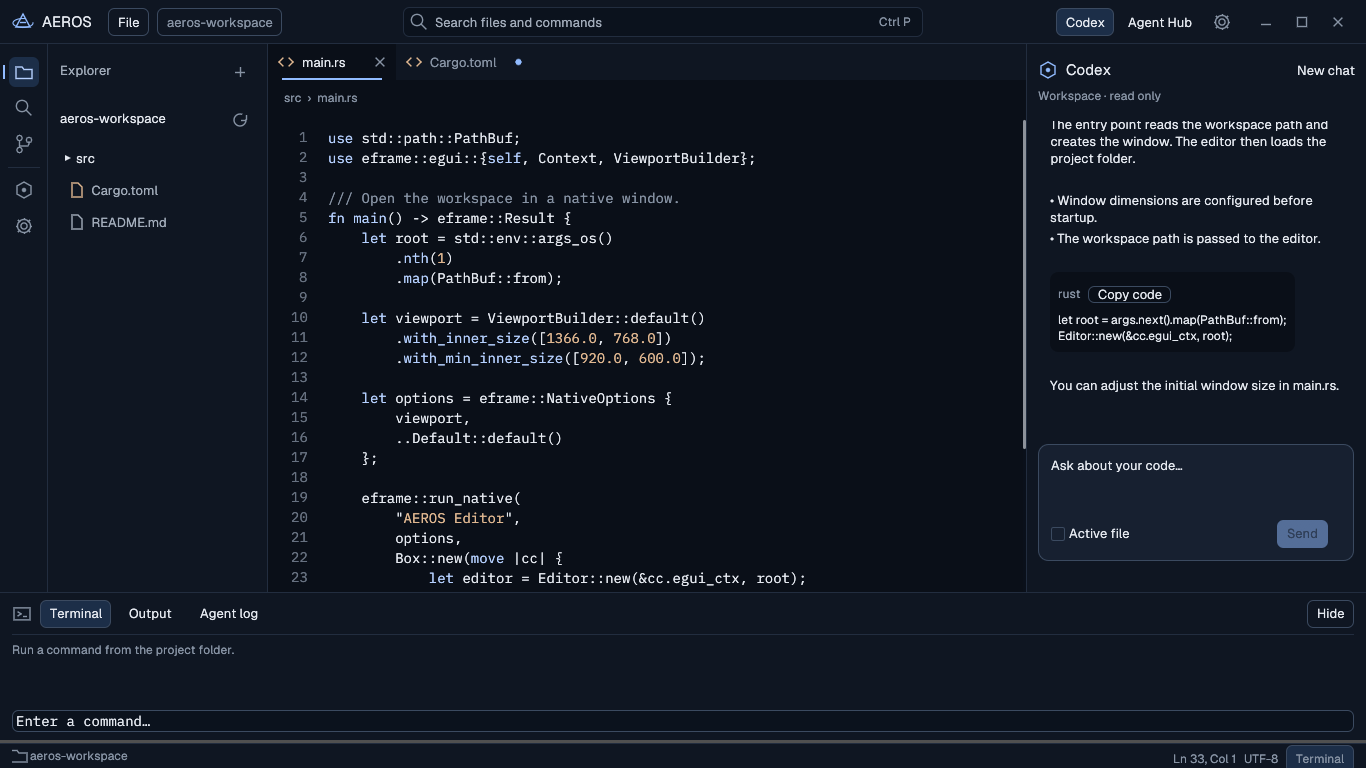 AEROS File aeros-workspace Search files and commands Ctrl P Codex Agent Hub
Explorer
aeros-workspace
src
Cargo.toml
README.md
main.rs Cargo.toml
src › main.rs
1 use std::path::PathBuf;
2 use eframe::egui::{self, Context, ViewportBuilder};
3
4 /// Open the workspace in a native window.
5 fn main() -> eframe::Result {
6 let root = std::env::args_os()
7 .nth(1)
8 .map(PathBuf::from);
9
10 let viewport = ViewportBuilder::default()
11 .with_inner_size([1366.0, 768.0])
12 .with_min_inner_size([920.0, 600.0]);
13
14 let options = eframe::NativeOptions {
15 viewport,
16 ..Default::default()
17 };
18
19 eframe::run_native(
20 "AEROS Editor",
21 options,
22 Box::new(move |cc| {
23 let editor = Editor::new(&cc.egui_ctx, root);
Codex New chat
Workspace · read only
The entry point reads the workspace path and
creates the window. The editor then loads the
project folder.
• Window dimensions are configured before
startup.
• The workspace path is passed to the editor.
rust Copy code
let root = args.next().map(PathBuf::from);
Editor::new(&cc.egui_ctx, root);
You can adjust the initial window size in main.rs.
Ask about your code…
Active file Send
Terminal Output Agent log Hide
Run a command from the project folder.
Enter a command…
aeros-workspace Ln 33, Col 1 UTF-8 Terminal